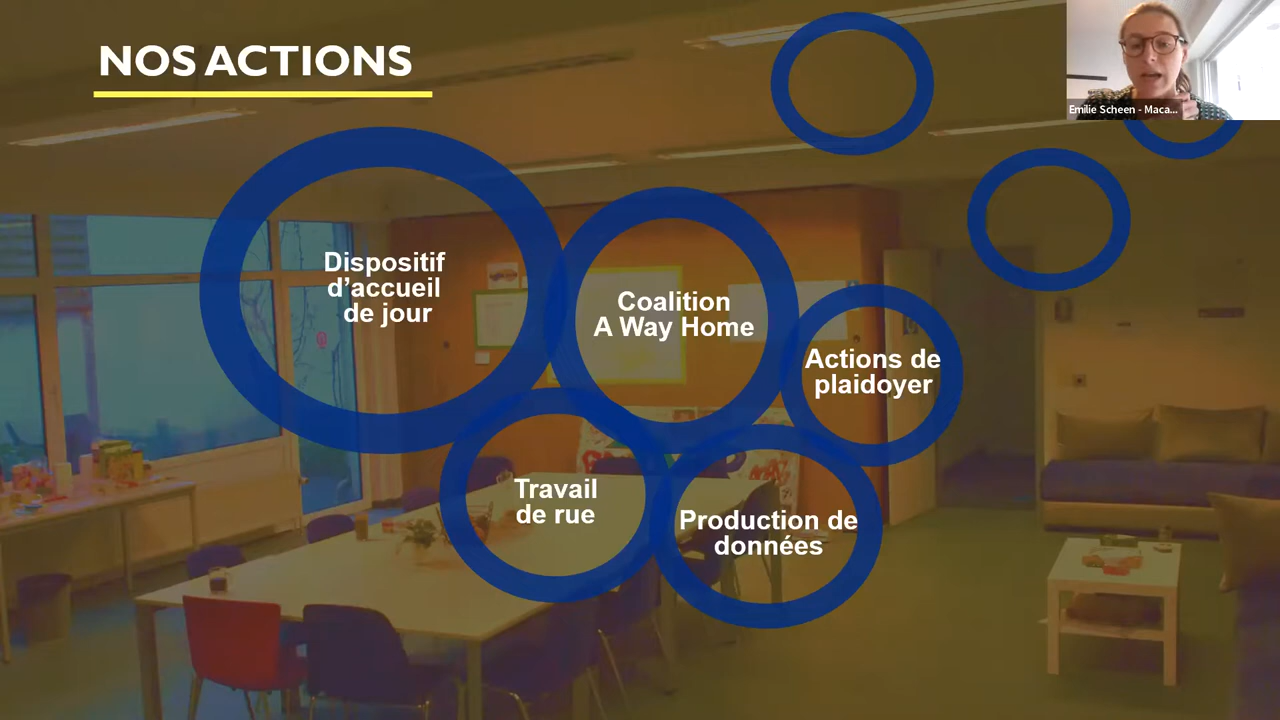 NOS ACTIONS
Emilie Scheen - Maca...
Dispositif
d’accueil
de jour
Coalition
A Way Home
Actions de
plaidoyer
Travail
de rue
Production de
données